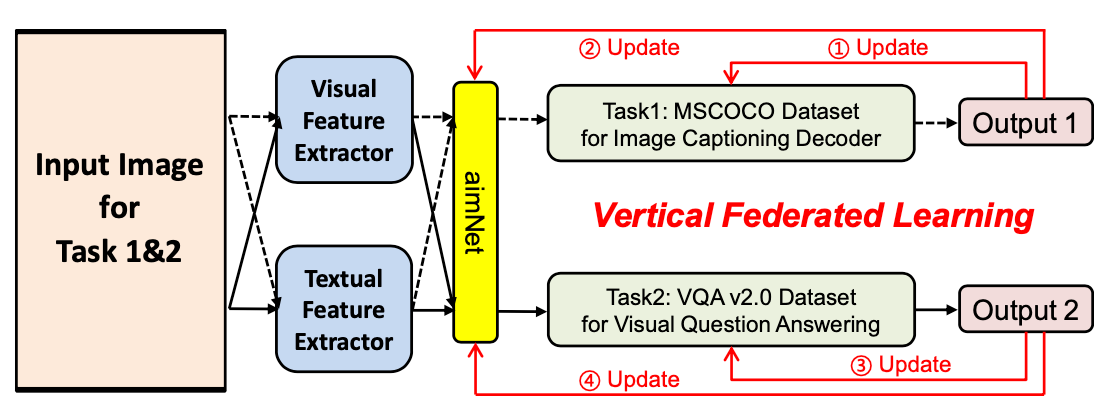 Input Image
for
Task 1&2
Visual
Feature
Extractor
Textual
Feature
Extractor
aimNet
② Update
① Update
Task1: MSCOCO Dataset
for Image Captioning Decoder
Output 1
Vertical Federated Learning
Task2: VQA v2.0 Dataset
for Visual Question Answering
Output 2
③ Update
④ Update